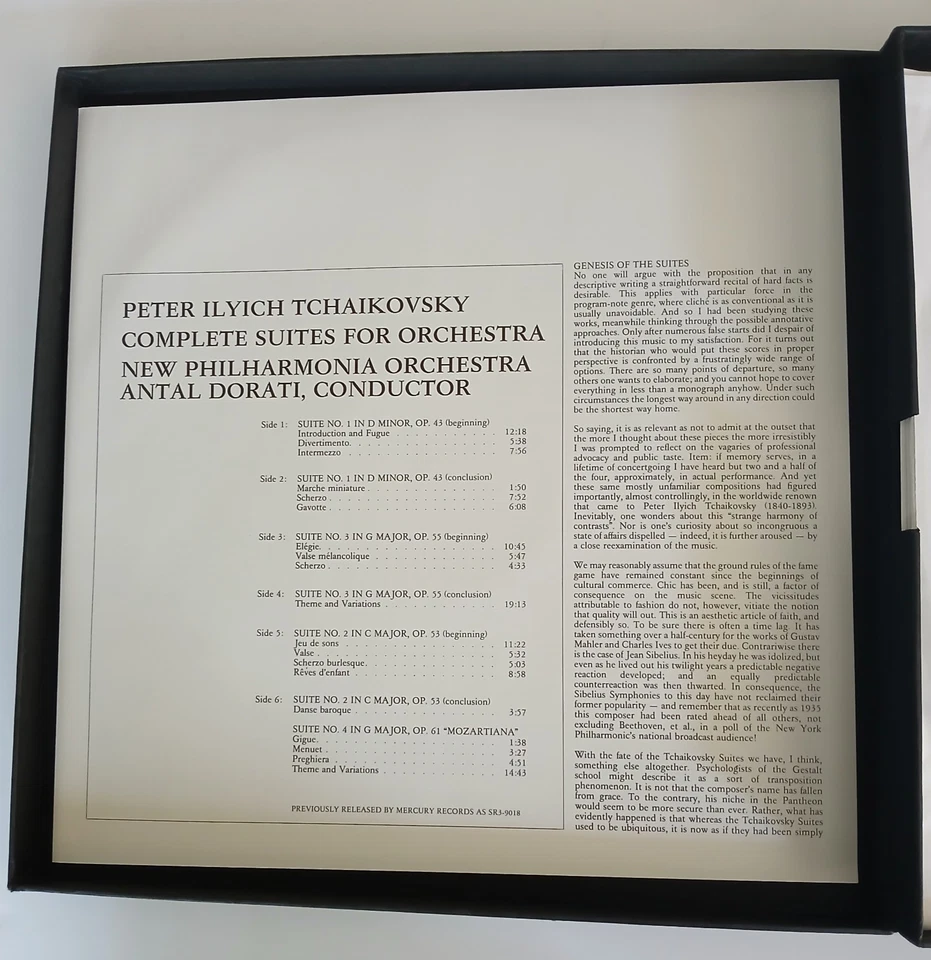 PETER ILYICH TCHAIKOVSKY
COMPLETE SUITES FOR ORCHESTRA
NEW PHILHARMONIA ORCHESTRA
ANTAL DORATI, CONDUCTOR
Side 1: SUITE NO. 1 IN D MINOR, OP. 43 (beginning)
Introduction and Fugue . . . . . . . . . . . 12:18
Divertimento. . . . . . . . . . . . . . . . 5:38
Intermezzo . . . . . . . . . . . . . . . . 7:56
Side 2: SUITE NO. 1 IN D MINOR, OP. 43 (conclusion)
Marche miniature . . . . . . . . . . . . . 1:50
Scherzo . . . . . . . . . . . . . . . . . 7:52
Gavotte . . . . . . . . . . . . . . . . . 6:08
Side 3: SUITE NO. 3 IN G MAJOR, OP. 55 (beginning)
Elégie. . . . . . . . . . . . . . . . . . 10:45
Valse mélancolique . . . . . . . . . . . . 5:47
Scherzo . . . . . . . . . . . . . . . . . 4:33
Side 4: SUITE NO. 3 IN G MAJOR, OP. 55 (conclusion)
Theme and Variations . . . . . . . . . . . 19:13
Side 5: SUITE NO. 2 IN C MAJOR, OP. 53 (beginning)
Jeu de sons . . . . . . . . . . . . . . . 11:22
Valse . . . . . . . . . . . . . . . . . . 5:32
Scherzo burlesque. . . . . . . . . . . . . 5:03
Rêves d'enfant . . . . . . . . . . . . . . 8:58
Side 6: SUITE NO. 2 IN C MAJOR, OP. 53 (conclusion)
Danse baroque . . . . . . . . . . . . . . 3:57
SUITE NO. 4 IN G MAJOR, OP. 61 "MOZARTIANA"
Gigue. . . . . . . . . . . . . . . . . . 1:38
Menuet . . . . . . . . . . . . . . . . . 3:27
Preghiera . . . . . . . . . . . . . . . . 4:51
Theme and Variations . . . . . . . . . . . 14:43
PREVIOUSLY RELEASED BY MERCURY RECORDS AS SR3-9018
GENESIS OF THE SUITES
No one will argue with the proposition that in any
descriptive writing a straightforward recital of hard facts is
desirable. This applies with particular force in the
program-note genre, where cliché is as conventional as it is
usually unavoidable. And so I had been studying these
works, meanwhile thinking through the possible annotative
approaches. Only after numerous false starts did I despair of
introducing this music to my satisfaction. For it turns out
that the historian who would put these scores in proper
perspective is confronted by a frustratingly wide range of
options. There are so many points of departure, so many
others one wants to elaborate; and you cannot hope to cover
everything in less than a monograph anyhow. Under such
circumstances the longest way around in any direction could
be the shortest way home.
So saying, it is as relevant as not to admit at the outset that
the more I thought about these pieces the more irresistibly
I was prompted to reflect on the vagaries of professional
advocacy and public taste. Item: if memory serves, in a
lifetime of concertgoing I have heard but two and a half of
the four, approximately, in actual performance. And yet
these same mostly unfamiliar compositions had figured
importantly, almost controllingly, in the worldwide renown
that came to Peter Ilyich Tchaikovsky (1840-1893).
Inevitably, one wonders about this "strange harmony of
contrasts". Nor is one's curiosity about so incongruous a
state of affairs dispelled — indeed, it is further aroused — by
a close reexamination of the music.
We may reasonably assume that the ground rules of the fame
game have remained constant since the beginnings of
cultural commerce. Chic has been, and is still, a factor of
consequence on the music scene. The vicissitudes
attributable to fashion do not, however, vitiate the notion
that quality will out. This is an aesthetic article of faith, and
defensibly so. To be sure there is often a time lag. It has
taken something over a half-century for the works of Gustav
Mahler and Charles Ives to get their due. Contrariwise there
is the case of Jean Sibelius. In his heyday he was idolized, but
even as he lived out his twilight years a predictable negative
reaction developed; and an equally predictable
counterreaction was then thwarted. In consequence, the
Sibelius Symphonies to this day have not reclaimed their
former popularity — and remember that as recently as 1935
this composer had been rated ahead of all others, not
excluding Beethoven, et al., in a poll of the New York
Philharmonic's national broadcast audience!
With the fate of the Tchaikovsky Suites we have, I think,
something else altogether. Psychologists of the Gestalt
school might describe it as a sort of transposition
phenomenon. It is not that the composer's name has fallen
from grace. To the contrary, his niche in the Pantheon
would seem to be more secure than ever. Rather, what has
evidently happened is that whereas the Tchaikovsky Suites
used to be ubiquitous, it is now as if they had been simply